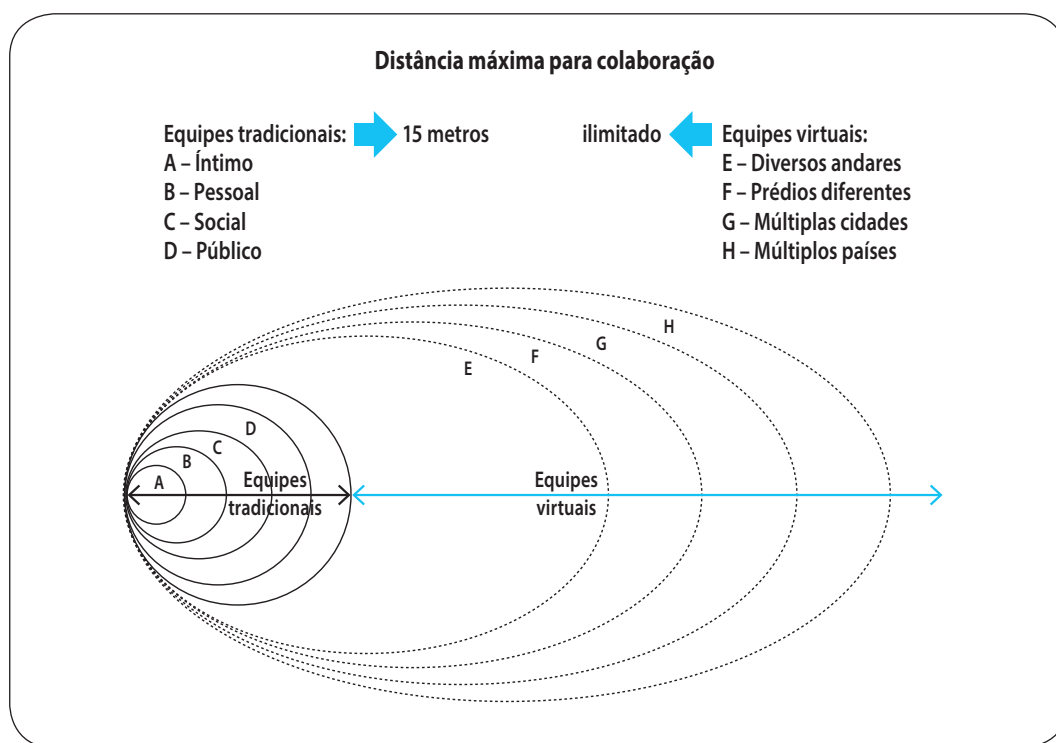 Distância máxima para colaboração
Equipes tradicionais:
15 metros
A – Íntimo
B – Pessoal
C – Social
D – Público
ilimitado
Equipes virtuais:
E – Diversos andares
F – Prédios diferentes
G – Múltiplas cidades
H – Múltiplos países
H
G
F
E
D
C
B
A
Equipes
tradicionais
Equipes
virtuais